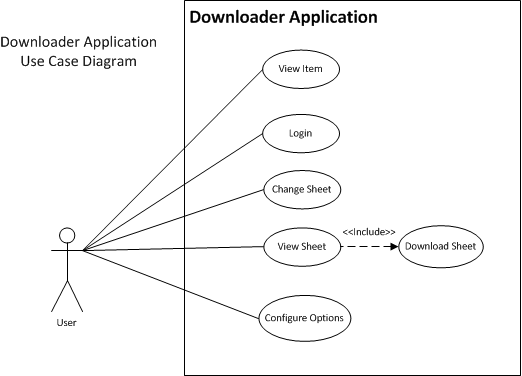 Downloader Application
Downloader Application
Use Case Diagram
View Item
Login
Change Sheet
View Sheet
<<Include>>
Download Sheet
Configure Options
User